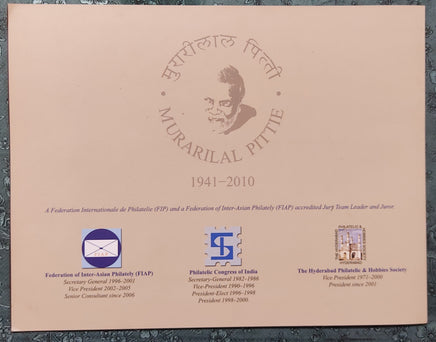 मुरारीलाल पित्ती
MURARILAL PITTIE
1941–2010
A Federation Internationale de Philatelie (FIP) and a Federation of Inter-Asian Philately (FIAP) accredited Jury Team Leader and Juror.
FIAP
Federation of Inter-Asian Philately (FIAP)
Secretary-General 1996–2001
Vice President 2002–2005
Senior Consultant since 2006
Philatelic Congress of India
Secretary-General 1982–1986
Vice-President 1990–1996
President-Elect 1996–1998
President 1998–2000.
PHILATELIC &
HYDERABAD
The Hyderabad Philatelic & Hobbies Society
Vice President 1971–2000
President since 2001